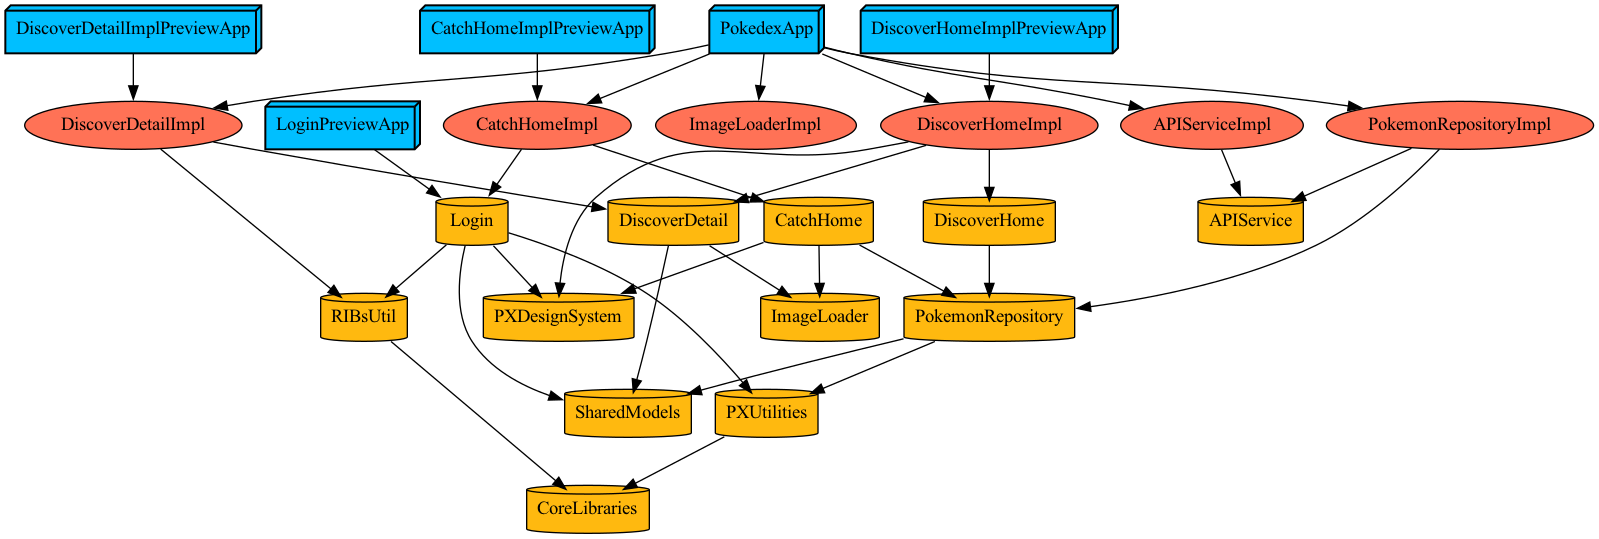 DiscoverDetailImplPreviewApp
CatchHomeImplPreviewApp
PokedexApp
DiscoverHomeImplPreviewApp
DiscoverDetailImpl
LoginPreviewApp
CatchHomeImpl
ImageLoaderImpl
DiscoverHomeImpl
APIServiceImpl
PokemonRepositoryImpl
Login
DiscoverDetail
CatchHome
DiscoverHome
APIService
RIBsUtil
PXDesignSystem
ImageLoader
PokemonRepository
SharedModels
PXUtilities
CoreLibraries